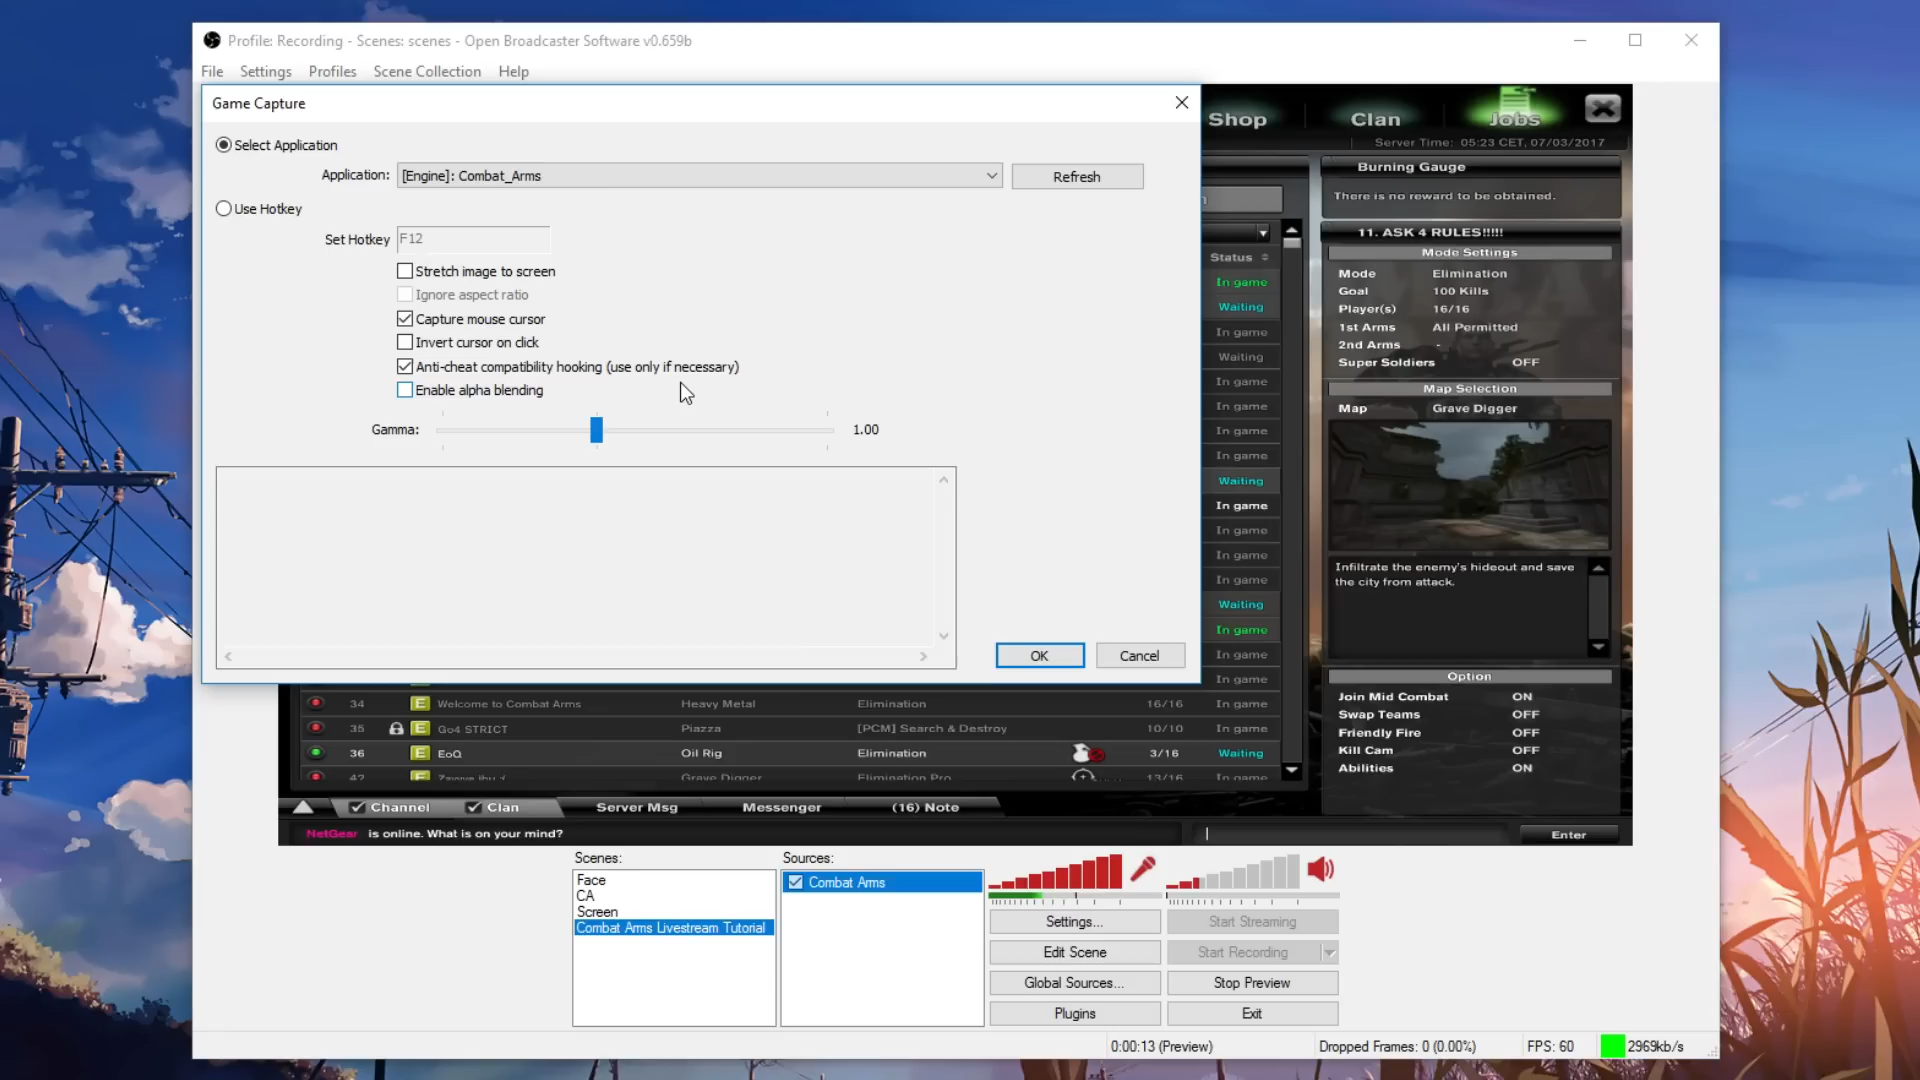 Profile: Recording - Scenes: scenes - Open Broadcaster Software v0.659b
File Settings Profiles Scene Collection Help
Game Capture
Select Application
Application: [Engine]: Combat_Arms Refresh
Use Hotkey
Set Hotkey F12
Stretch image to screen
Ignore aspect ratio
Capture mouse cursor
Invert cursor on click
Anti-cheat compatibility hooking (use only if necessary)
Enable alpha blending
Gamma: 1.00
OK Cancel
Shop Clan Jobs
Server Time: 05:23 CET, 07/03/2017
Burning Gauge
There is no reward to be obtained.
11. ASK 4 RULES!!!!!
Mode Settings
Mode Elimination
Goal 100 Kills
Player(s) 16/16
1st Arms All Permitted
2nd Arms -
Super Soldiers OFF
Map Selection
Map Grave Digger
Infiltrate the enemy's hideout and save
the city from attack.
Option
Join Mid Combat ON
Swap Teams OFF
Friendly Fire OFF
Kill Cam OFF
Abilities ON
Status
In game
Waiting
In game
Waiting
In game
In game
In game
In game
Waiting
In game
In game
In game
In game
Waiting
In game
In game
In game
34 E Welcome to Combat Arms Heavy Metal Elimination 16/16 In game
35 E Go4 STRICT Piazza [PCM] Search & Destroy 10/10 In game
36 E EoQ Oil Rig Elimination 3/16 Waiting
42 E Grave Digger Elimination Pro 13/16 In game
Channel Clan Server Msg Messenger (16) Note
NetGear is online. What is on your mind? Enter
Scenes:
Face
CA
Screen
Combat Arms Livestream Tutorial
Sources:
Combat Arms
Settings... Start Streaming
Edit Scene Start Recording
Global Sources... Stop Preview
Plugins Exit
0:00:13 (Preview) Dropped Frames: 0 (0.00%) FPS: 60 2969kb/s